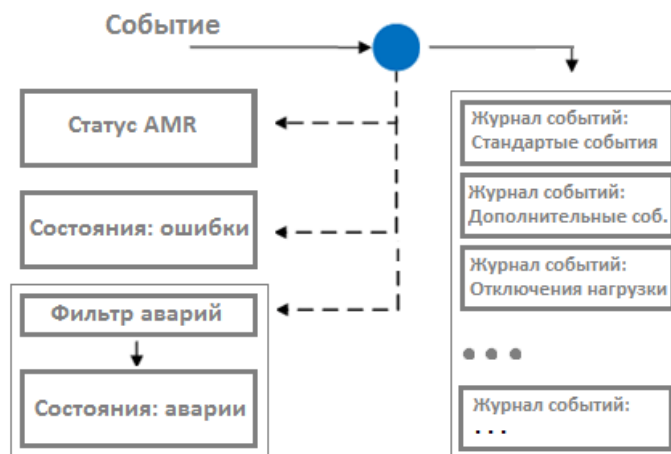 Событие
Статус AMR
Состояния: ошибки
Фильтр аварий
Состояния: аварии
Журнал событий:
Стандартые события
Журнал событий:
Дополнительные соб.
Журнал событий:
Отключения нагрузки
Журнал событий:
. . .